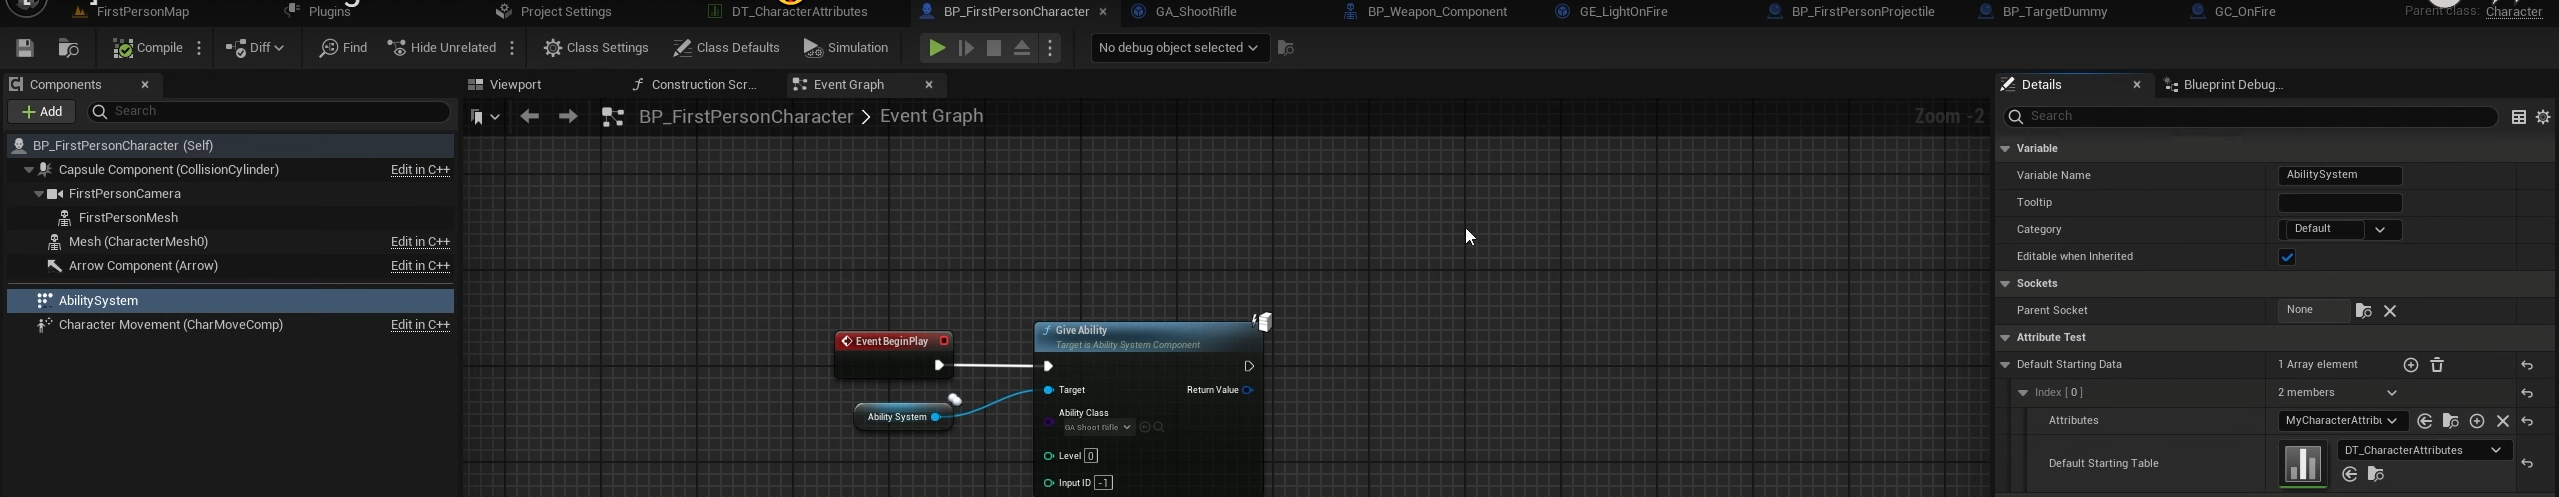 FirstPersonMap
Plugins
Project Settings
DT_CharacterAttributes
BP_FirstPersonCharacter
GA_ShootRifle
BP_Weapon_Component
GE_LightOnFire
BP_FirstPersonProjectile
BP_TargetDummy
GC_OnFire
Parent class: Character
Compile
Diff
Find
Hide Unrelated
Class Settings
Class Defaults
Simulation
No debug object selected
Components
Viewport
Construction Scr...
Event Graph
Details
Blueprint Debug...
Add
Search
BP_FirstPersonCharacter > Event Graph
Zoom -2
Search
BP_FirstPersonCharacter (Self)
Capsule Component (CollisionCylinder) Edit in C++
FirstPersonCamera
FirstPersonMesh
Mesh (CharacterMesh0) Edit in C++
Arrow Component (Arrow) Edit in C++
AbilitySystem
Character Movement (CharMoveComp) Edit in C++
Event BeginPlay
Ability System
Give Ability
Target is Ability System Component
Target
Return Value
Ability Class
GA Shoot Rifle
Level 0
Input ID -1
Variable
Variable Name AbilitySystem
Tooltip
Category Default
Editable when Inherited
Sockets
Parent Socket None
Attribute Test
Default Starting Data 1 Array element
Index [ 0 ] 2 members
Attributes MyCharacterAttribu
Default Starting Table DT_CharacterAttributes